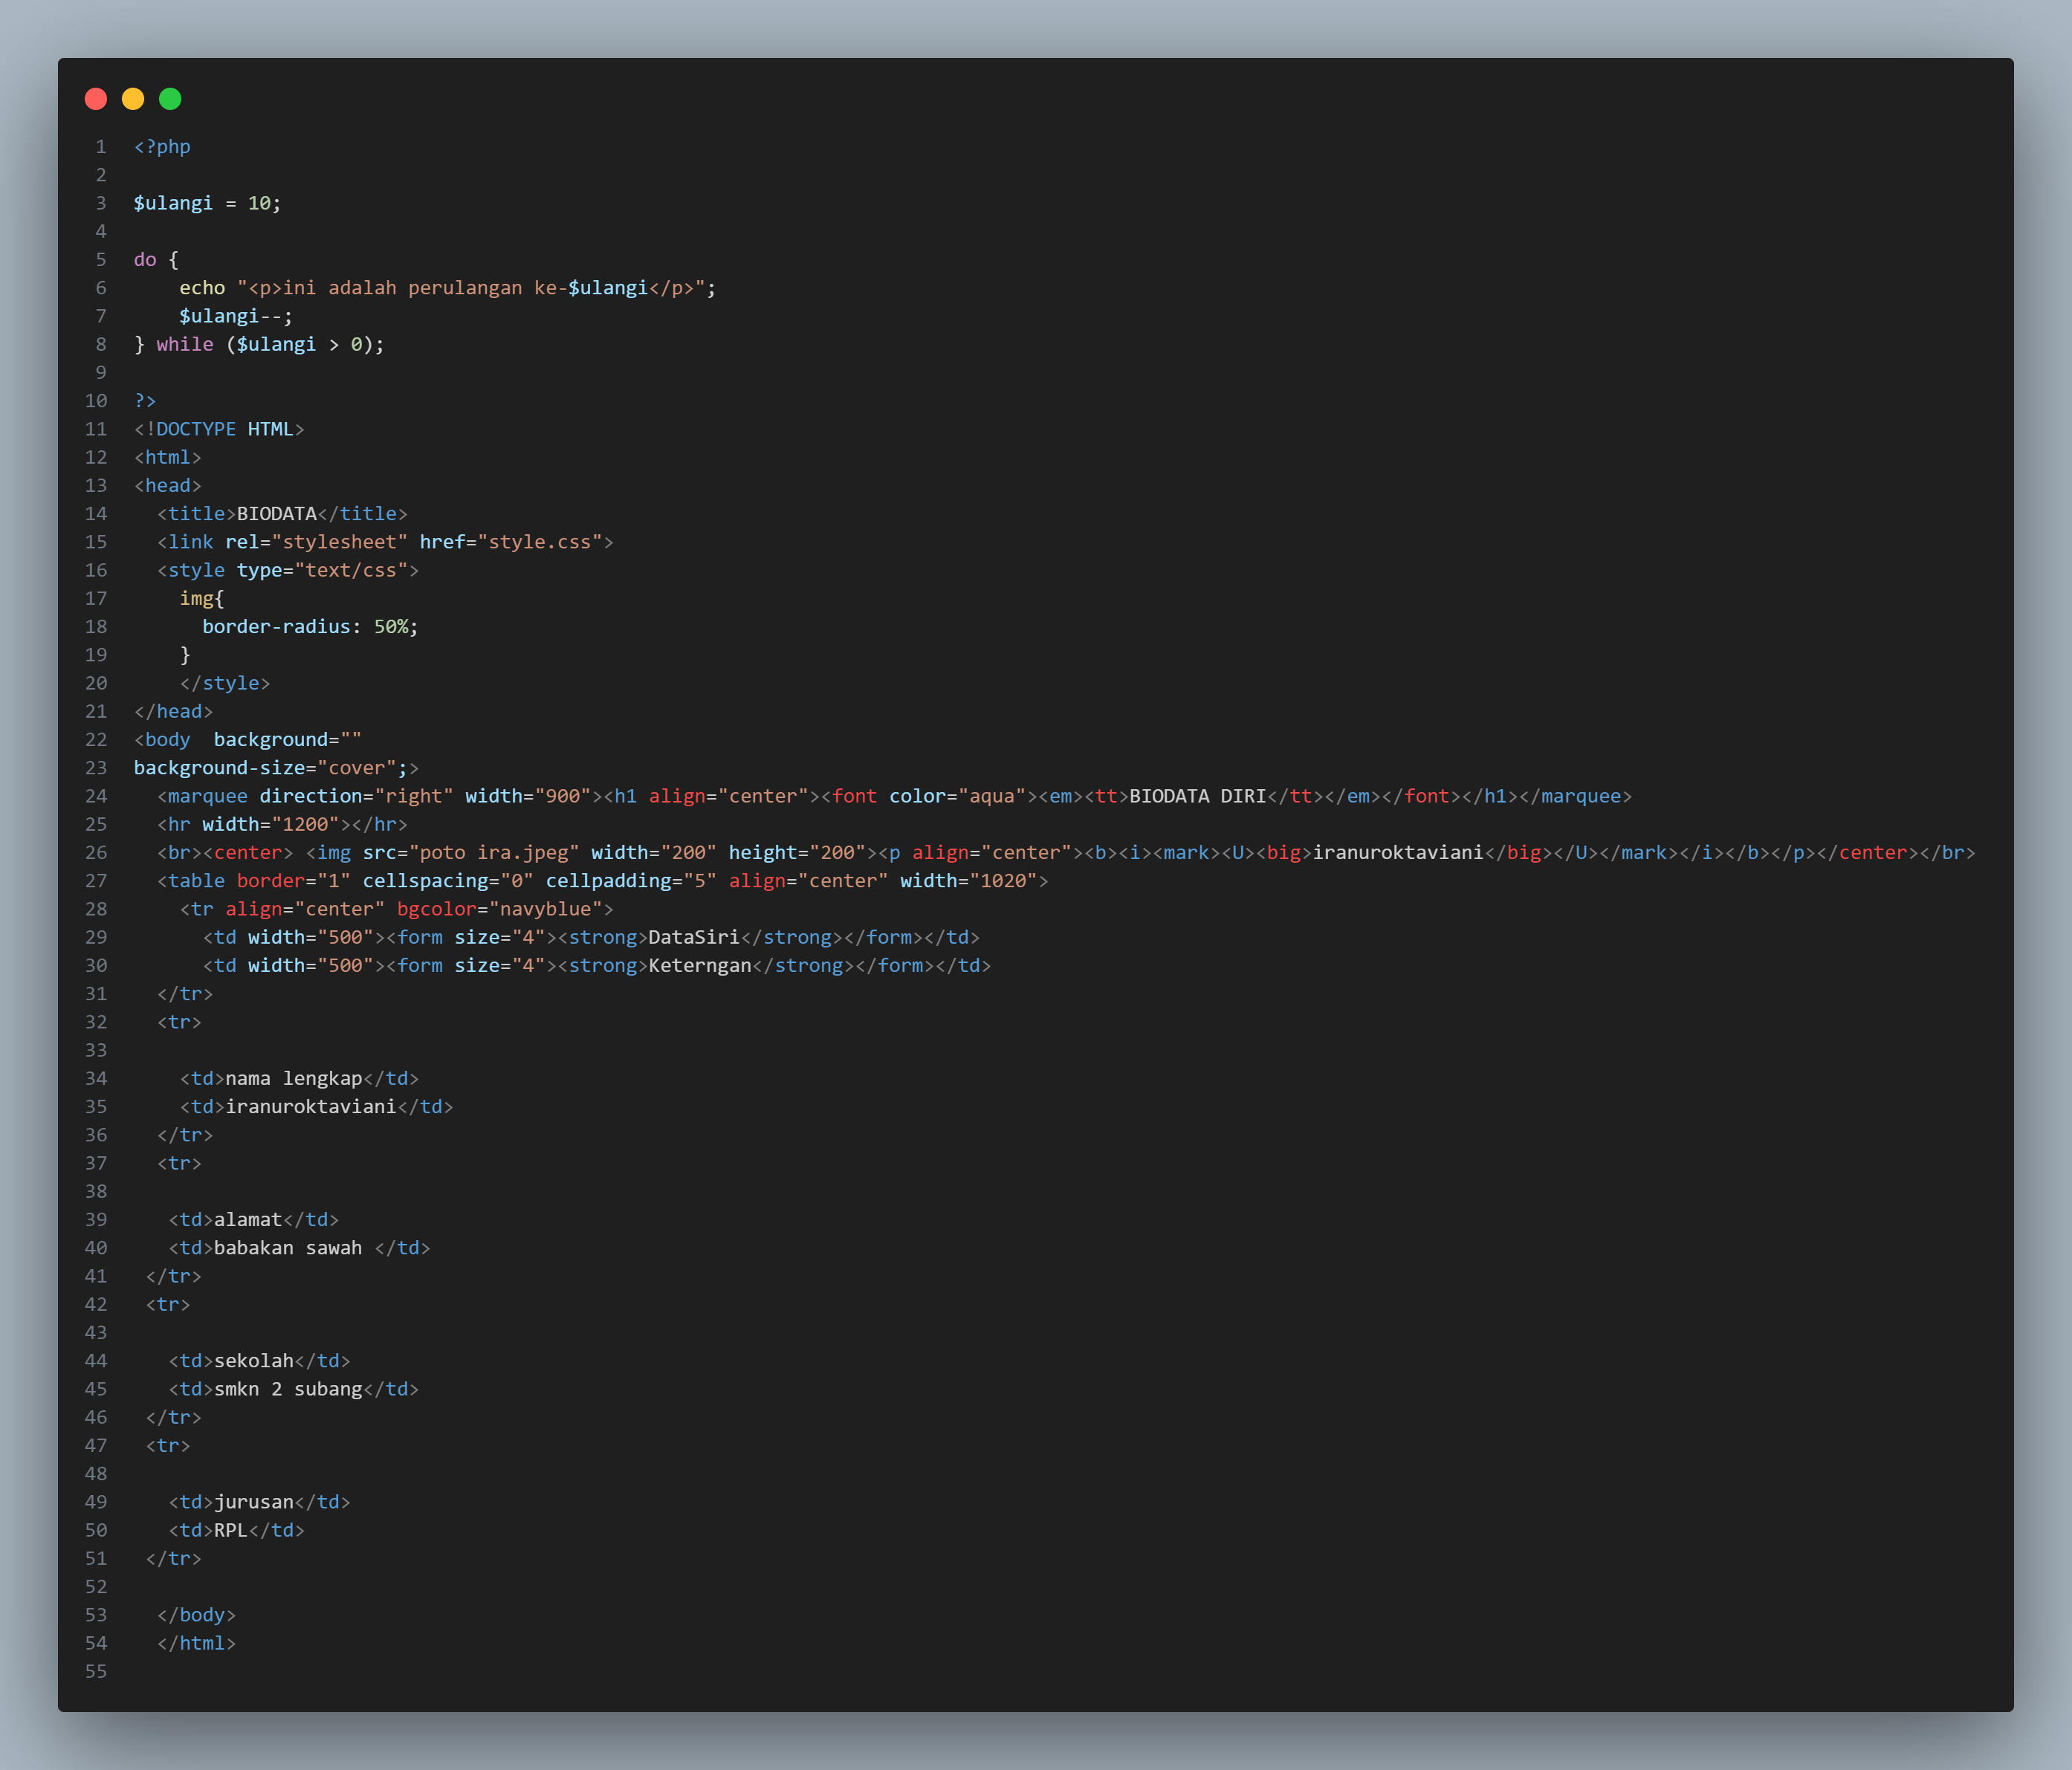 1 <?php
2
3 $ulangi = 10;
4
5 do {
6     echo "<p>ini adalah perulangan ke-$ulangi</p>";
7     $ulangi--;
8 } while ($ulangi > 0);
9
10 ?>
11 <!DOCTYPE HTML>
12 <html>
13 <head>
14   <title>BIODATA</title>
15   <link rel="stylesheet" href="style.css">
16   <style type="text/css">
17     img{
18       border-radius: 50%;
19     }
20     </style>
21 </head>
22 <body  background=""
23 background-size="cover";>
24   <marquee direction="right" width="900"><h1 align="center"><font color="aqua"><em><tt>BIODATA DIRI</tt></em></font></h1></marquee>
25   <hr width="1200"></hr>
26   <br><center> <img src="poto ira.jpeg" width="200" height="200"><p align="center"><b><i><mark><U><big>iranuroktaviani</big></U></mark></i></b></p></center></br>
27   <table border="1" cellspacing="0" cellpadding="5" align="center" width="1020">
28     <tr align="center" bgcolor="navyblue">
29       <td width="500"><form size="4"><strong>DataSiri</strong></form></td>
30       <td width="500"><form size="4"><strong>Keterngan</strong></form></td>
31   </tr>
32   <tr>
33
34     <td>nama lengkap</td>
35     <td>iranuroktaviani</td>
36   </tr>
37   <tr>
38
39    <td>alamat</td>
40    <td>babakan sawah </td>
41  </tr>
42  <tr>
43
44    <td>sekolah</td>
45    <td>smkn 2 subang</td>
46  </tr>
47  <tr>
48
49    <td>jurusan</td>
50    <td>RPL</td>
51  </tr>
52
53   </body>
54   </html>
55